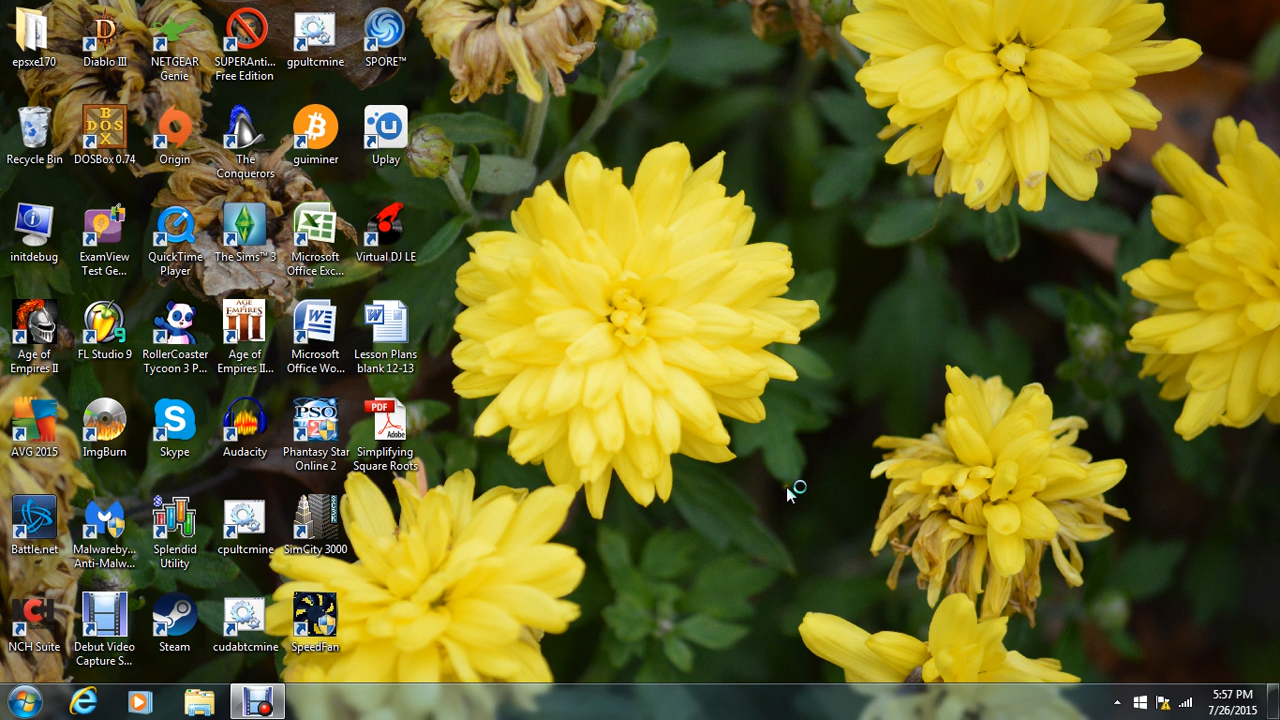 epsxe170
Diablo III
NETGEAR
Genie
SUPERAnti...
Free Edition
gpultcmine
SPORE™
Recycle Bin
DOSBox 0.74
Origin
The
Conquerors
guiminer
Uplay
initdebug
ExamView
Test Ge...
QuickTime
Player
The Sims™ 3
Microsoft
Office Exc...
Virtual DJ LE
Age of
Empires II
FL Studio 9
RollerCoaster
Tycoon 3 P...
Age of
Empires II...
Microsoft
Office Wo...
Lesson Plans
blank 12-13
AVG 2015
ImgBurn
Skype
Audacity
Phantasy Star
Online 2
Simplifying
Square Roots
Battle.net
Malwareby...
Anti-Malw...
Splendid
Utility
cpultcmine
SimCity 3000
NCH Suite
Debut Video
Capture S...
Steam
cudabtcmine
SpeedFan
5:57 PM
7/26/2015